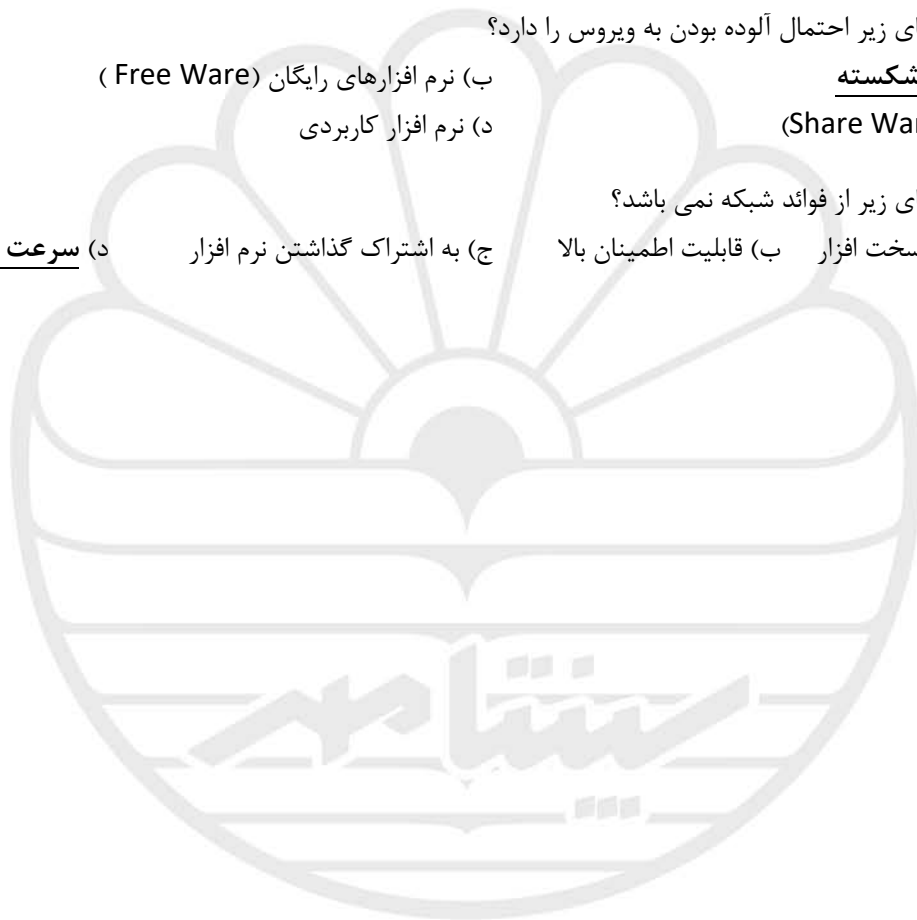 ای زیر احتمال آلوده بودن به ویروس را دارد؟
شکسته ب) نرم افزارهای رایگان (Free Ware )
(Share War د) نرم افزار کاربردی
ای زیر از فوائد شبکه نمی باشد؟
سخت افزار ب) قابلیت اطمینان بالا ج) به اشتراک گذاشتن نرم افزار د) سرعت